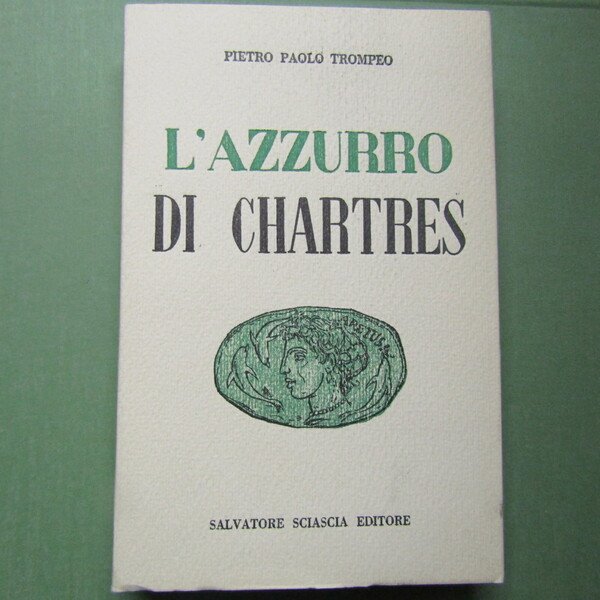 PIETRO PAOLO TROMPEO
L'AZZURRO
DI CHARTRES
SALVATORE SCIASCIA EDITORE